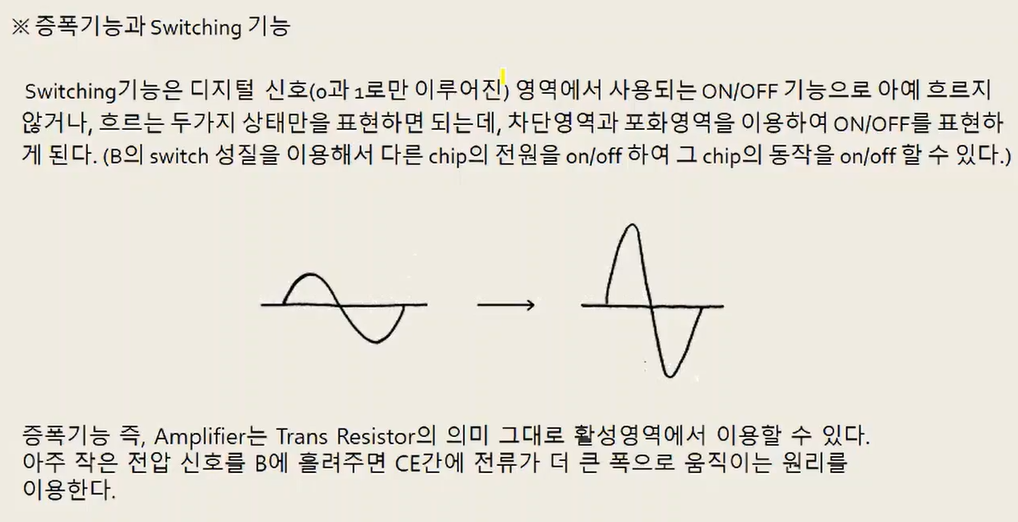 ※ 증폭기능과 Switching 기능
Switching기능은 디지털 신호(0과 1로만 이루어진) 영역에서 사용되는 ON/OFF 기능으로 아예 흐르지
않거나, 흐르는 두가지 상태만을 표현하면 되는데, 차단영역과 포화영역을 이용하여 ON/OFF를 표현하
게 된다. (B의 switch 성질을 이용해서 다른 chip의 전원을 on/off 하여 그 chip의 동작을 on/off 할 수 있다.)
증폭기능 즉, Amplifier는 Trans Resistor의 의미 그대로 활성영역에서 이용할 수 있다.
아주 작은 전압 신호를 B에 흘려주면 CE간에 전류가 더 큰 폭으로 움직이는 원리를
이용한다.